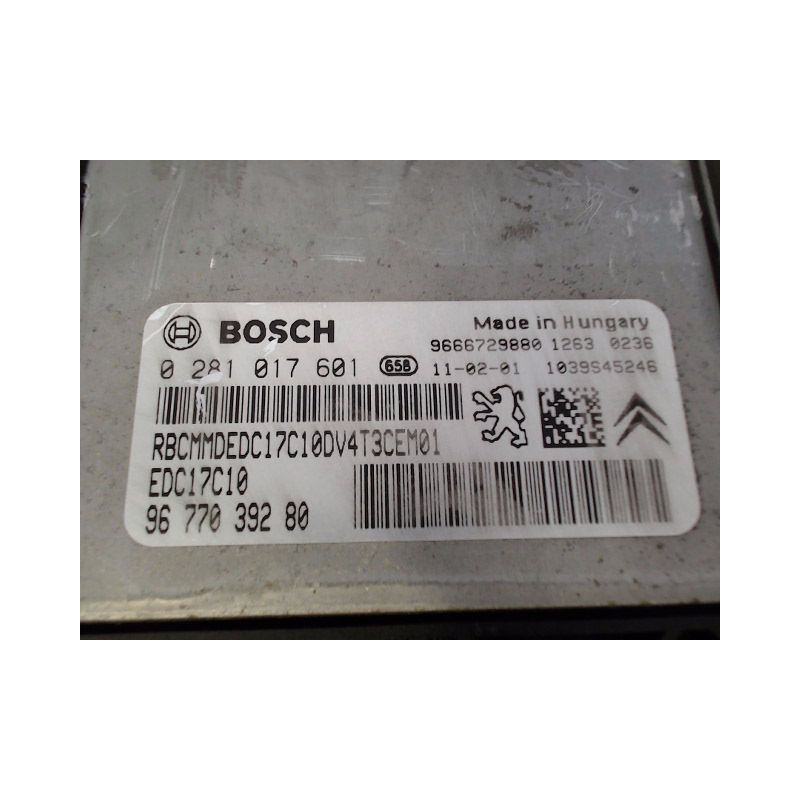 BOSCH
Made in Hungary
9666729880 1263 0236
0 281 017 601 658 11-02-01 1039S45246
RBCMMDEDC17C10DV4T3CEM01
EDC17C10
96 770 392 80